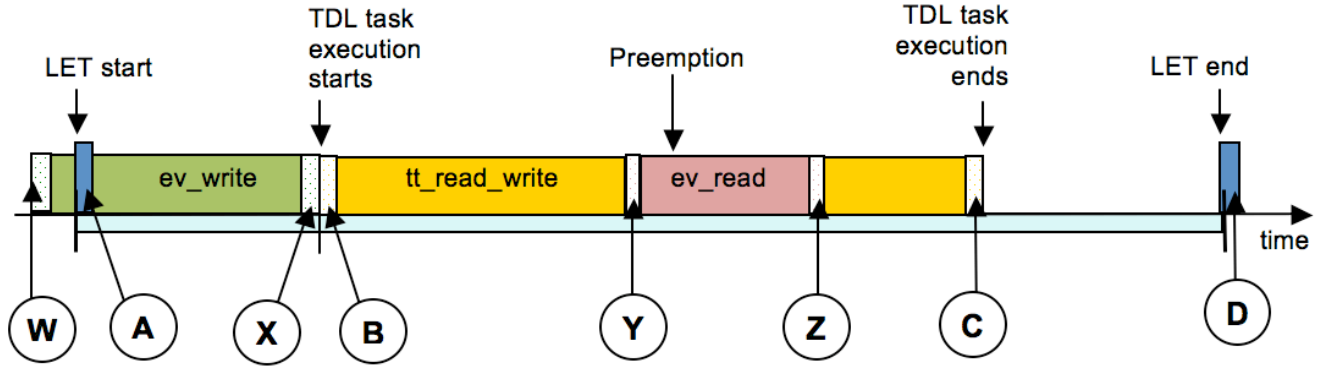 TDL task
execution
starts
TDL task
execution
ends
LET start
Preemption
LET end
ev_write
tt_read_write
ev_read
time
W
A
X
B
Y
Z
C
D